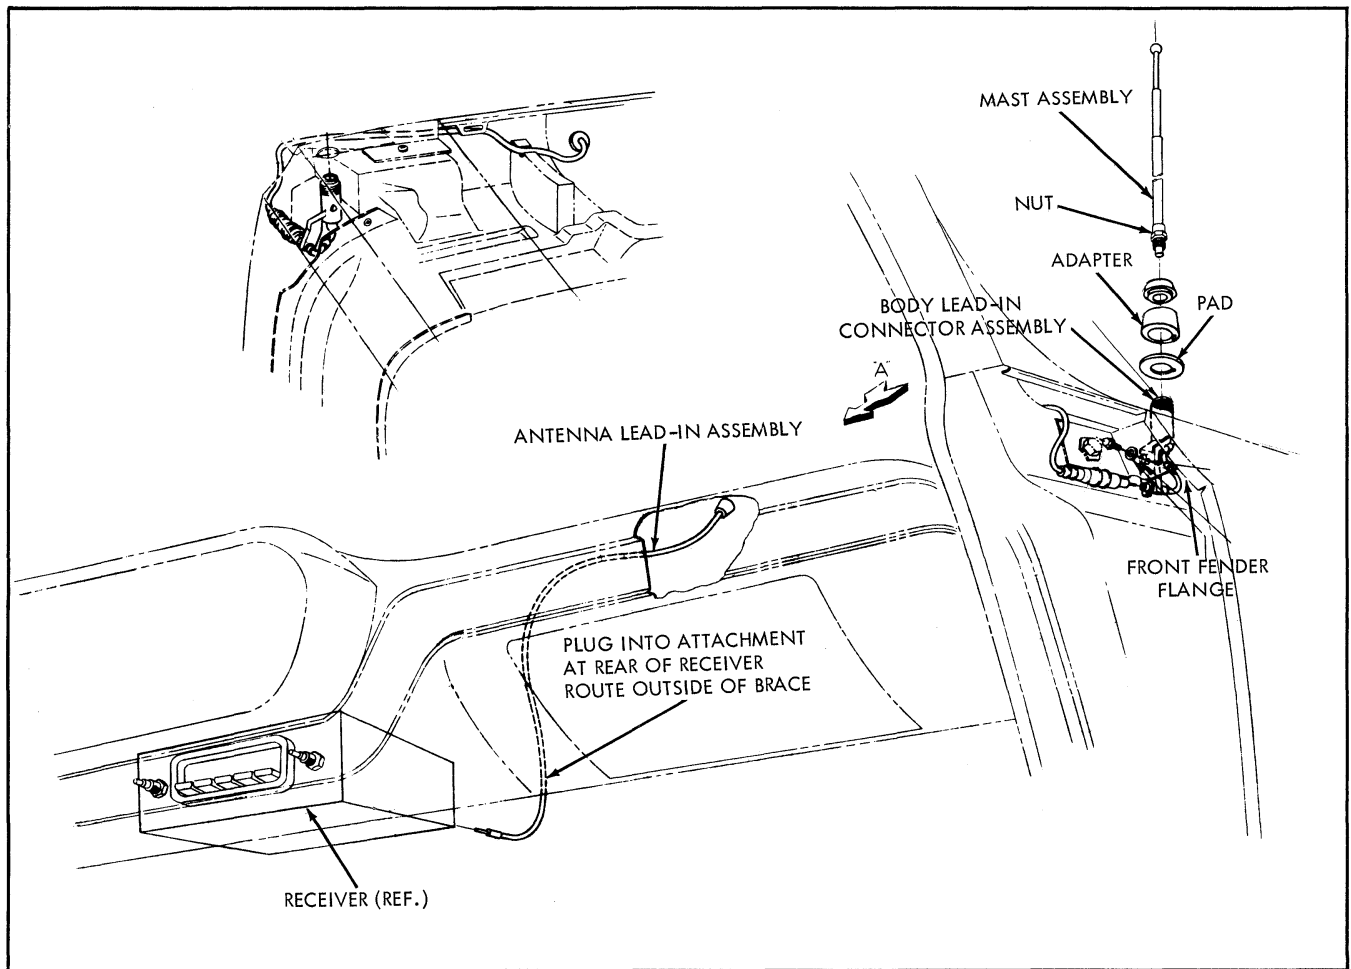 MAST ASSEMBLY
NUT
ADAPTER
BODY LEAD-IN
CONNECTOR ASSEMBLY
PAD
"A"
ANTENNA LEAD-IN ASSEMBLY
FRONT FENDER
FLANGE
PLUG INTO ATTACHMENT
AT REAR OF RECEIVER
ROUTE OUTSIDE OF BRACE
RECEIVER (REF.)